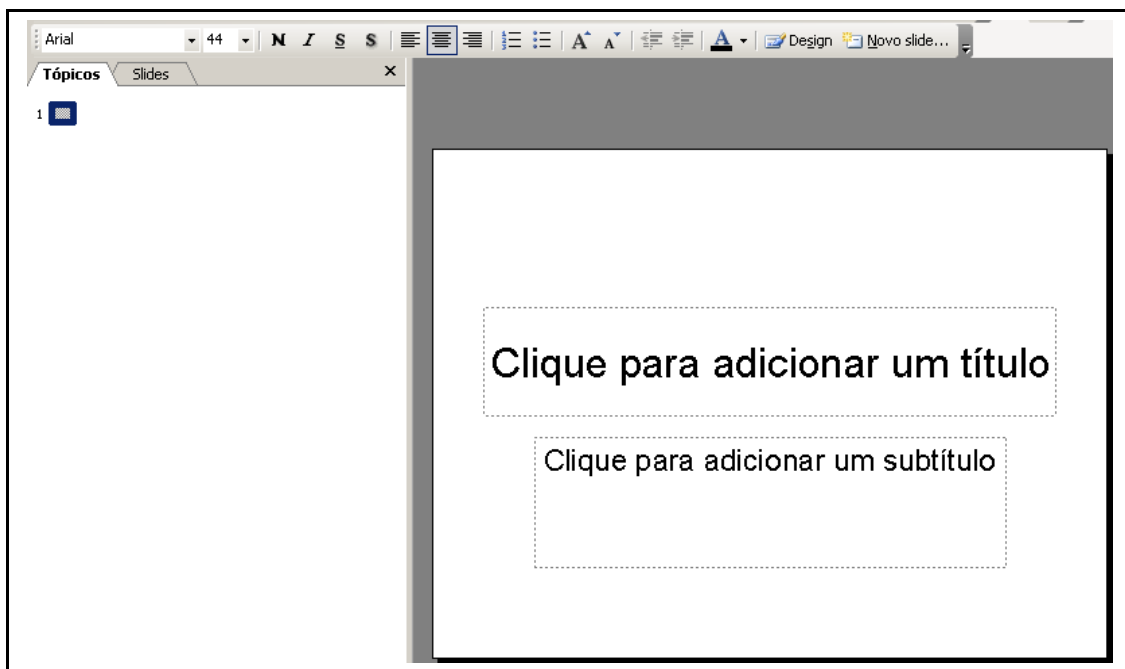 Arial 44 N I S S A A A Design Novo slide...
Tópicos Slides
1
Clique para adicionar um título
Clique para adicionar um subtítulo